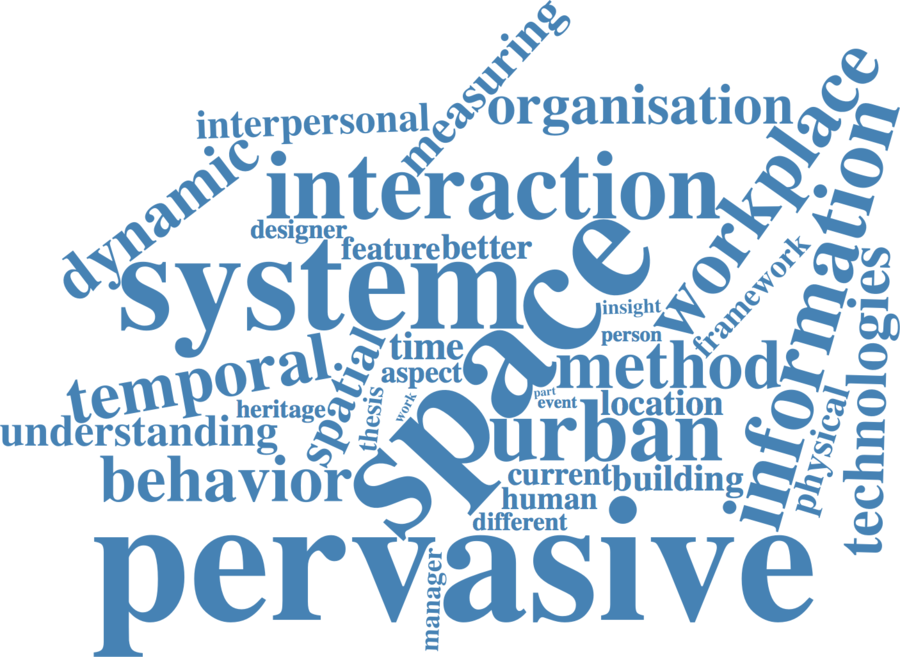 measuring
organisation
interpersonal
workplace
dynamic
interaction
information
designer
feature
better
system
space
framework
technologies
insight
person
time
temporal
spatial
aspect
method
part
event
location
heritage
thesis
work
understanding
urban
physical
behavior
current
building
human
different
pervasive
manager